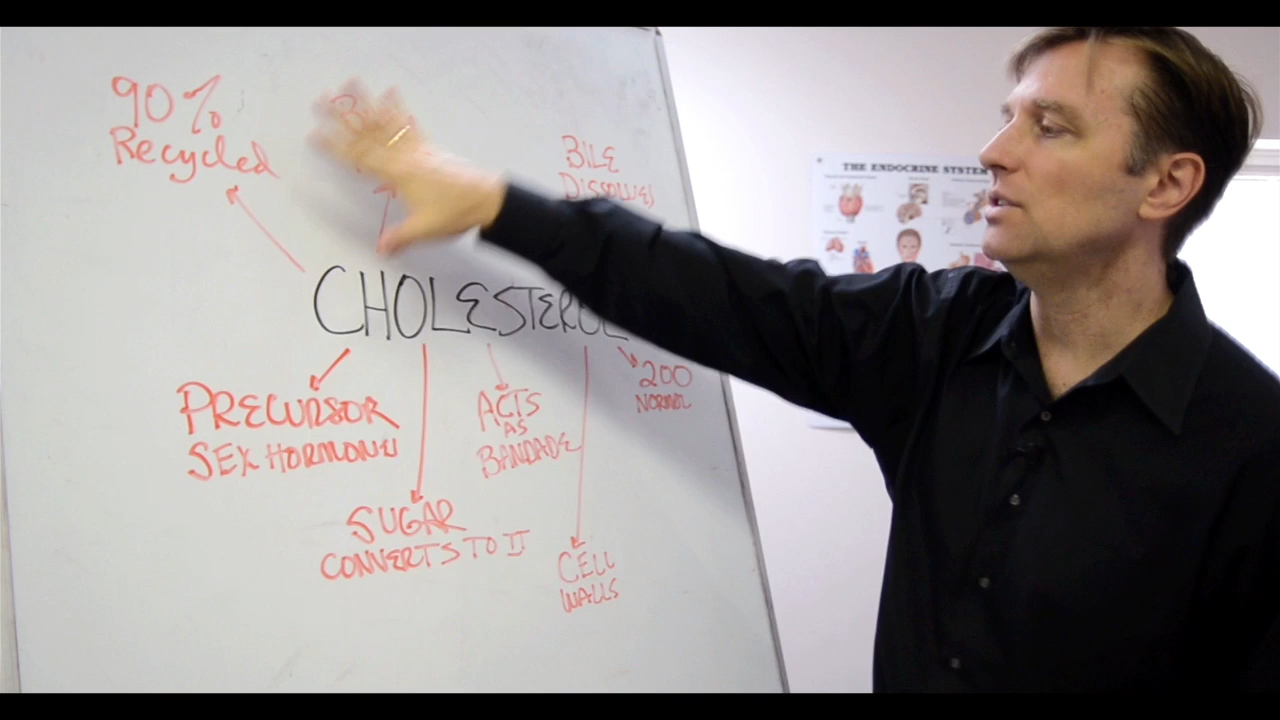 90%
Recycled
BILE
DISSOLVES
THE ENDOCRINE SYSTEM
CHOLESTEROL
PRECURSOR
SEX HORMONES
200
NORMAL
ACTS
AS
BANDADE
SUGAR
CONVERTS TO IT
CELL
WALLS